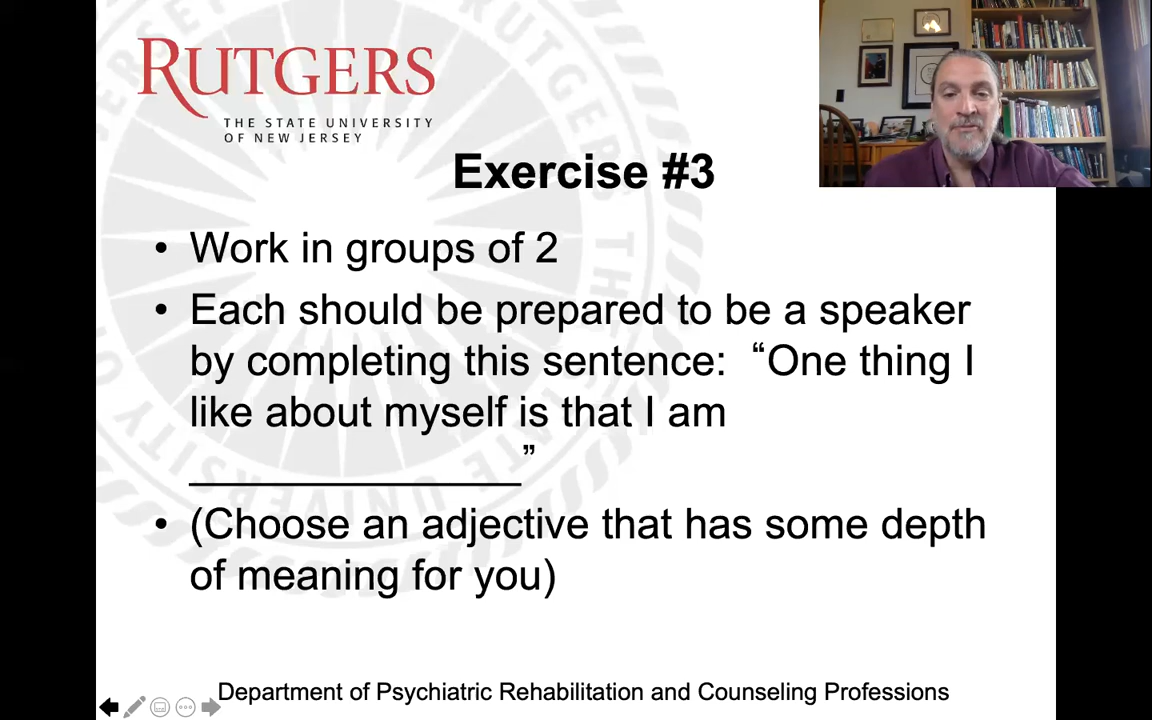 RUTGERS
THE STATE UNIVERSITY
OF NEW JERSEY
Exercise #3
• Work in groups of 2
• Each should be prepared to be a speaker
by completing this sentence: “One thing I
like about myself is that I am
________________”
• (Choose an adjective that has some depth
of meaning for you)
Department of Psychiatric Rehabilitation and Counseling Professions